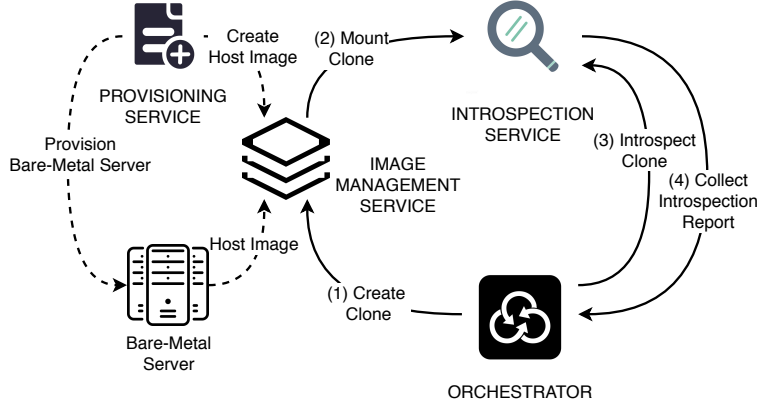 Create
Host Image
(2) Mount
Clone
PROVISIONING
SERVICE
INTROSPECTION
SERVICE
Provision
Bare-Metal Server
(3) Introspect
Clone
IMAGE
MANAGEMENT
SERVICE
(4) Collect
Introspection
Report
Host Image
(1) Create
Clone
Bare-Metal
Server
ORCHESTRATOR